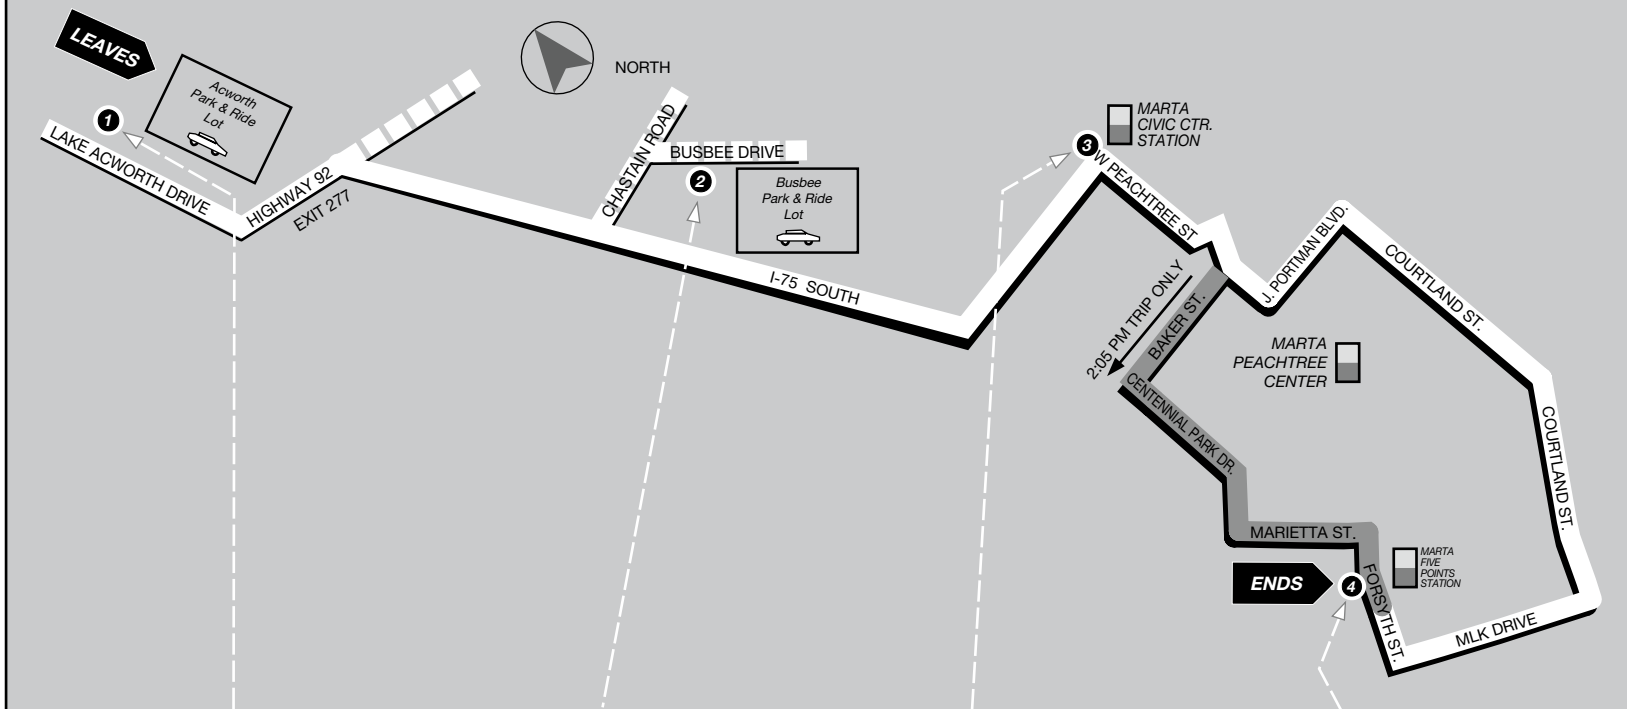 LEAVES
1
Acworth
Park & Ride
Lot
LAKE ACWORTH DRIVE
HIGHWAY 92
EXIT 277
NORTH
CHASTAIN ROAD
BUSBEE DRIVE
2
Busbee
Park & Ride
Lot
I-75 SOUTH
3
MARTA
CIVIC CTR.
STATION
W PEACHTREE ST
J. PORTMAN BLVD.
COURTLAND ST.
2:05 PM TRIP ONLY
BAKER ST.
MARTA
PEACHTREE
CENTER
CENTENNIAL PARK DR.
COURTLAND ST.
MARIETTA ST.
ENDS
4
FORSYTH ST.
MARTA
FIVE
POINTS
STATION
MLK DRIVE